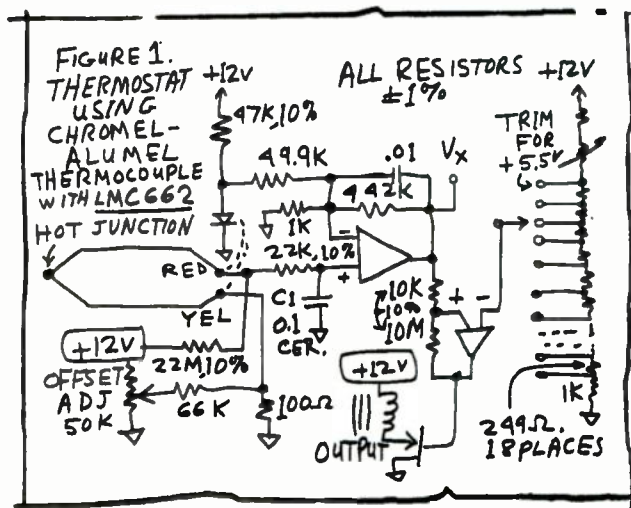 FIGURE 1.
THERMOSTAT
USING
CHROMEL-
ALUMEL
THERMOCOUPLE
WITH LMC662
HOT JUNCTION
+12V
ALL RESISTORS
±1%
+12V
47K,10%
TRIM
FOR
+5.5V
49.9K
.01
VX
442K
1K
22K,10%
-
+
RED
YEL
C1
0.1
CER.
10K
10%
10M
+ -
+12V
22M,10%
OFFSET
ADJ
50K
66K
100Ω
+12V
OUTPUT
1K
249Ω.
18 PLACES